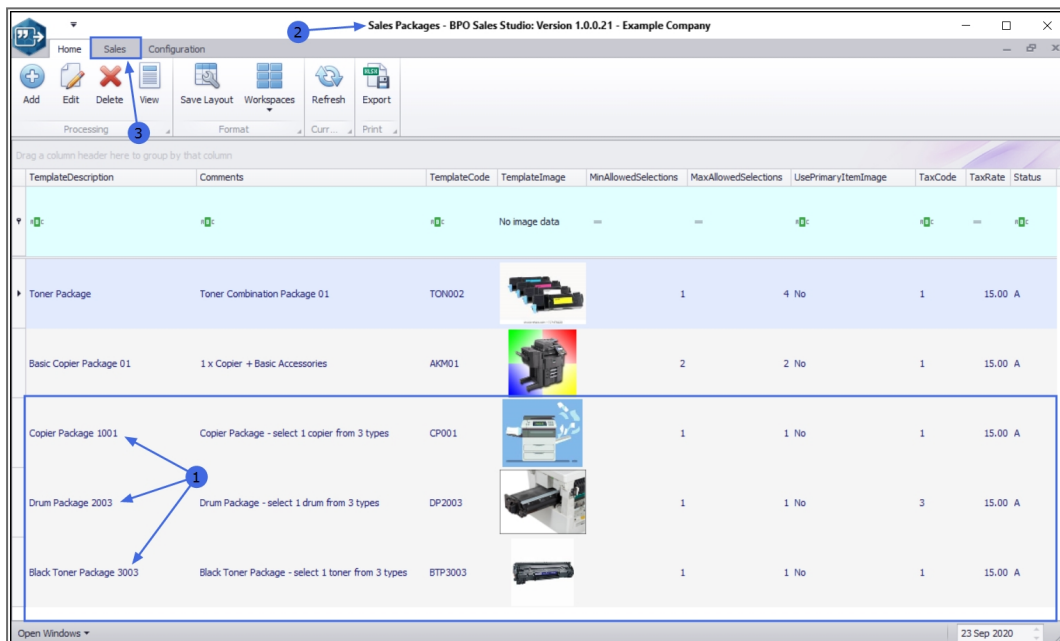 2
Sales Packages - BPO Sales Studio: Version 1.0.0.21 - Example Company
Home Sales Configuration
Add Edit Delete View Save Layout Workspaces Refresh Export
XLSX
Processing 3 Format Curr... Print
Drag a column header here to group by that column
TemplateDescription Comments TemplateCode TemplateImage MinAllowedSelections MaxAllowedSelections UsePrimaryItemImage TaxCode TaxRate Status
No image data
Toner Package Toner Combination Package 01 TON002 1 4 No 1 15.00 A
Basic Copier Package 01 1 x Copier + Basic Accessories AKM01 2 2 No 1 15.00 A
Copier Package 1001 Copier Package - select 1 copier from 3 types CP001 1 1 No 1 15.00 A
1
Drum Package 2003 Drum Package - select 1 drum from 3 types DP2003 1 1 No 3 15.00 A
Black Toner Package 3003 Black Toner Package - select 1 toner from 3 types BTP3003 1 1 No 1 15.00 A
Open Windows 23 Sep 2020